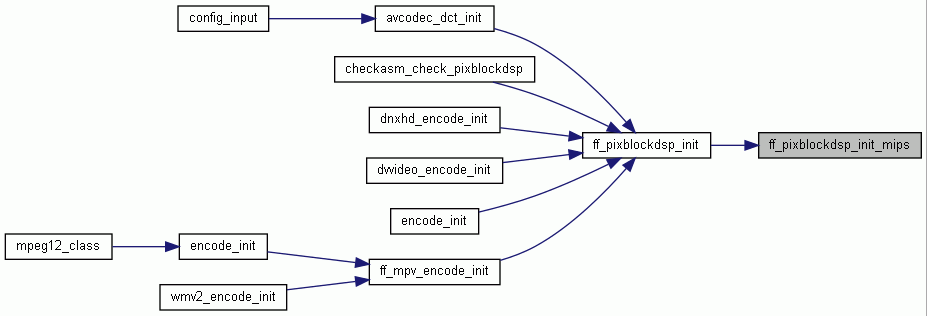 config_input
avcodec_dct_init
checkasm_check_pixblockdsp
dnxhd_encode_init
ff_pixblockdsp_init
ff_pixblockdsp_init_mips
dvvideo_encode_init
encode_init
mpeg12_class
encode_init
ff_mpv_encode_init
wmv2_encode_init